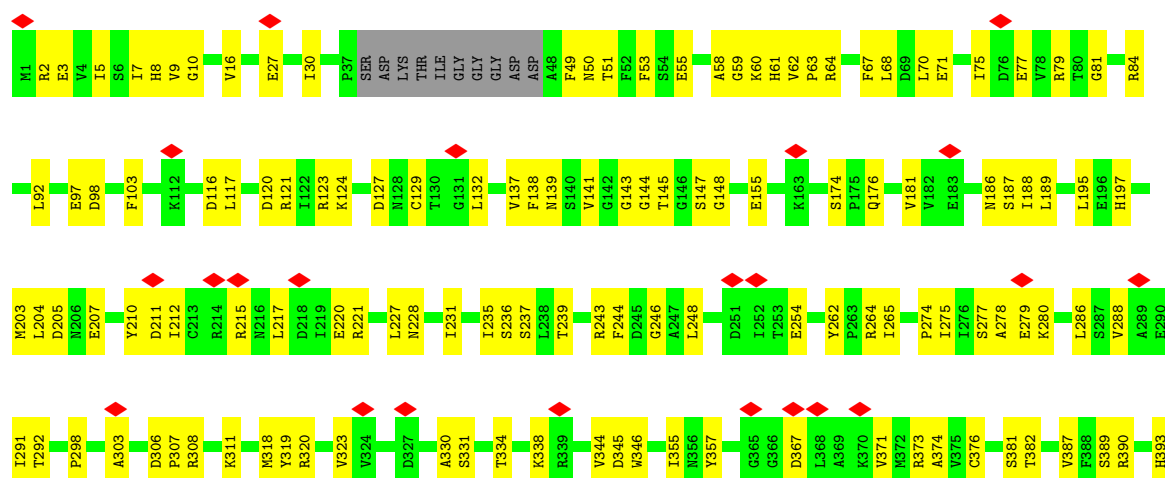 M1 R2 E3 V4 I5 S6 I7 H8 V9 G10 V16 E27 I30 P37 SER ASP LYS THR ILE GLY GLY GLY ASP ASP A48 F49 N50 T51 F52 F53 S54 E55 A58 G59 K60 H61 V62 P63 R64 F67 L68 D69 L70 E71 I75 D76 E77 V78 R79 T80 G81 R84
L92 E97 D98 F103 K112 D116 L117 D120 R121 I122 R123 K124 D127 N128 C129 T130 G131 L132 V137 F138 N139 S140 V141 G142 G143 G144 T145 G146 S147 G148 E155 K163 S174 P175 Q176 V181 V182 E183 N186 S187 I188 L189 L195 E196 H197
M203 L204 D205 N206 E207 Y210 D211 I212 C213 R214 R215 N216 L217 D218 I219 E220 R221 L227 N228 I231 I235 S236 S237 L238 T239 R243 F244 D245 G246 A247 L248 D251 I252 T253 E254 Y262 P263 R264 I265 P274 I275 I276 S277 A278 E279 K280 L286 S287 V288 A289 E290
I291 T292 P298 A303 D306 P307 R308 K311 M318 Y319 R320 V323 V324 D327 A330 S331 T334 K338 R339 V344 D345 W346 I355 N356 Y357 G365 G366 D367 L368 A369 K370 V371 M372 R373 A374 V375 C376 S381 T382 V387 F388 S389 R390 H393